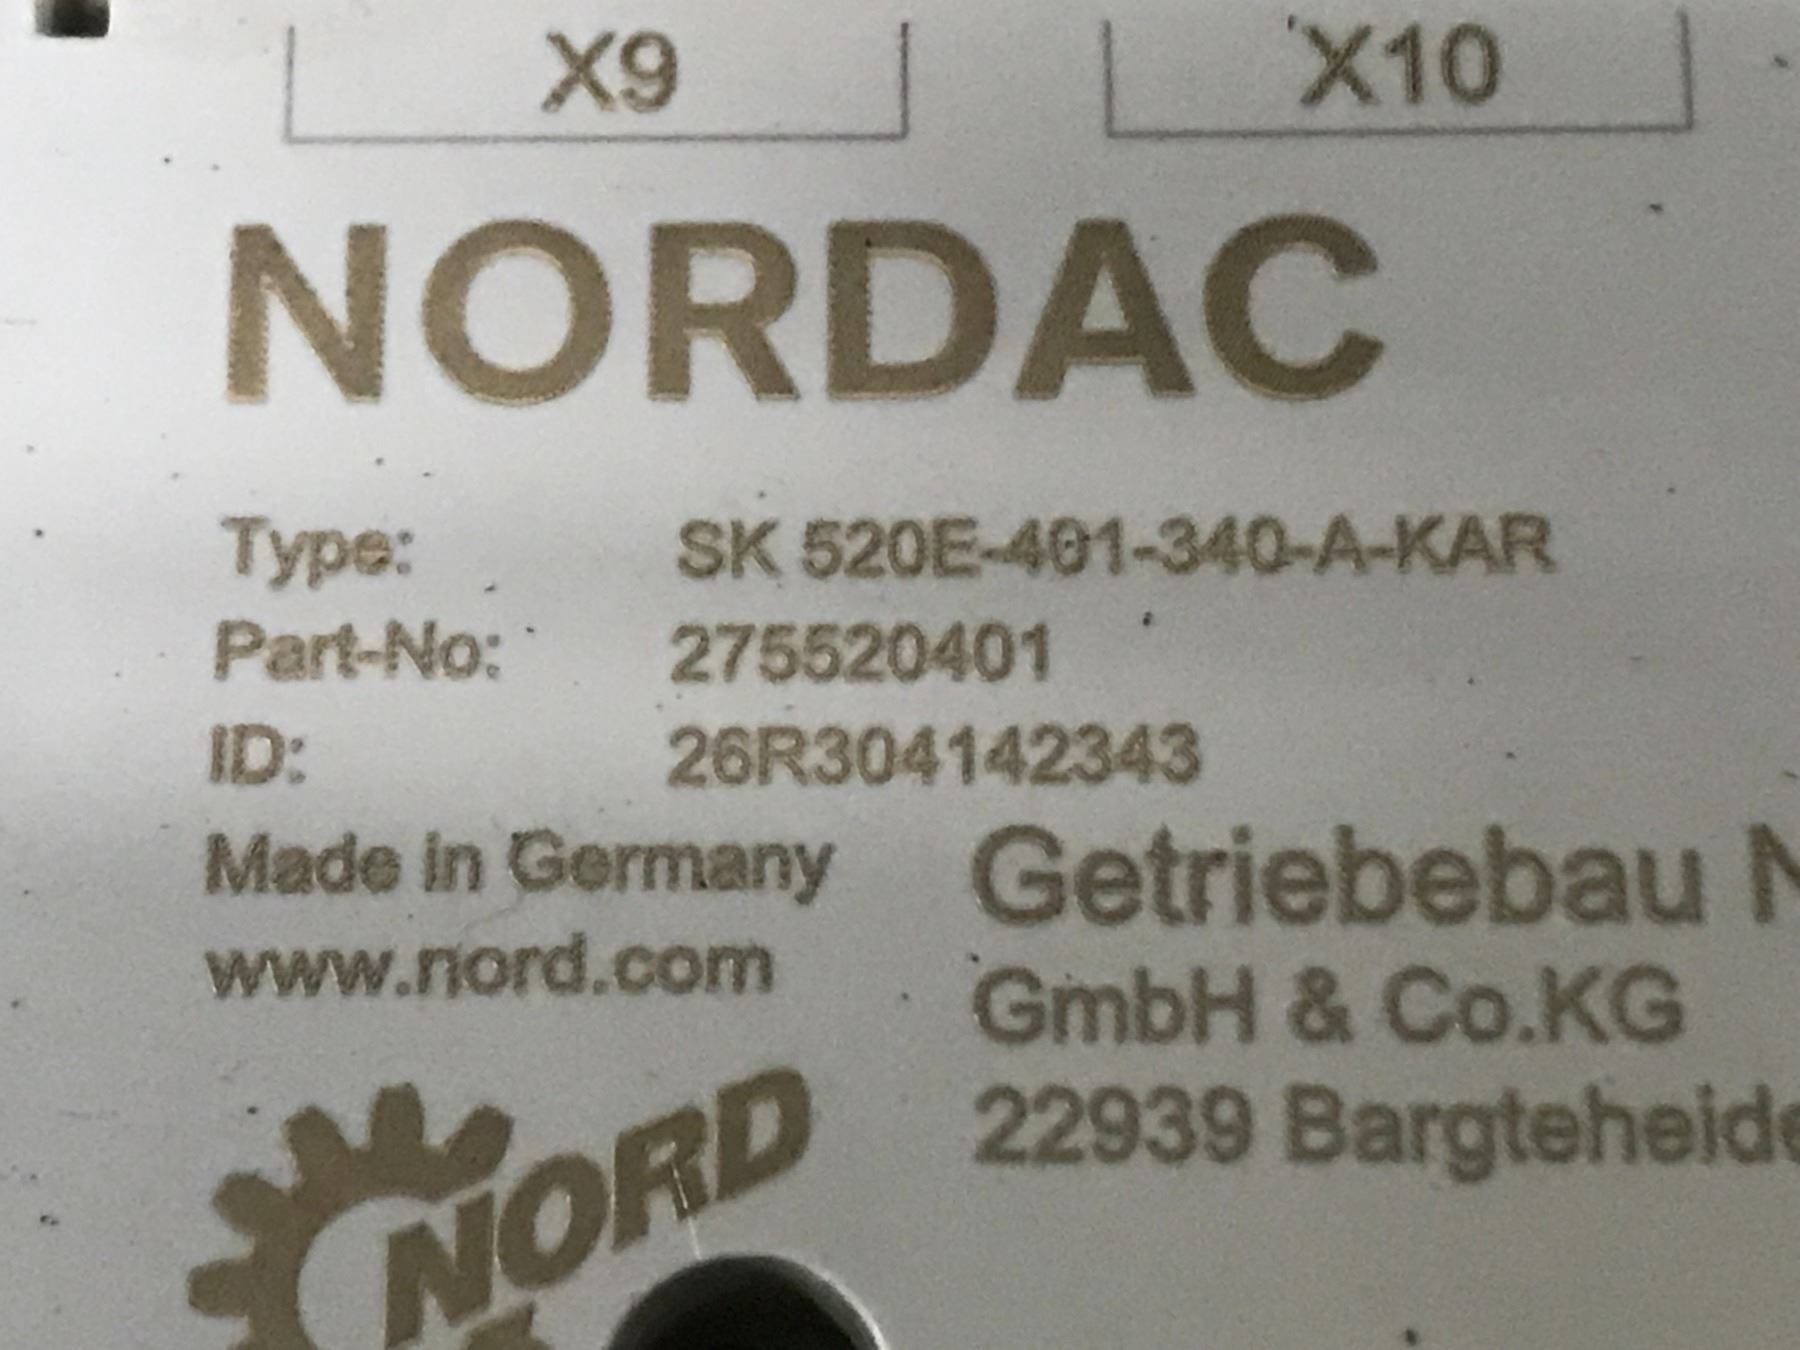 X9 X10
NORDAC
Type: SK 520E-401-340-A-KAR
Part-No: 275520401
ID: 26R304142343
Made in Germany
Getriebebau N
www.nord.com
GmbH & Co.KG
22939 Bargteheide
NORD